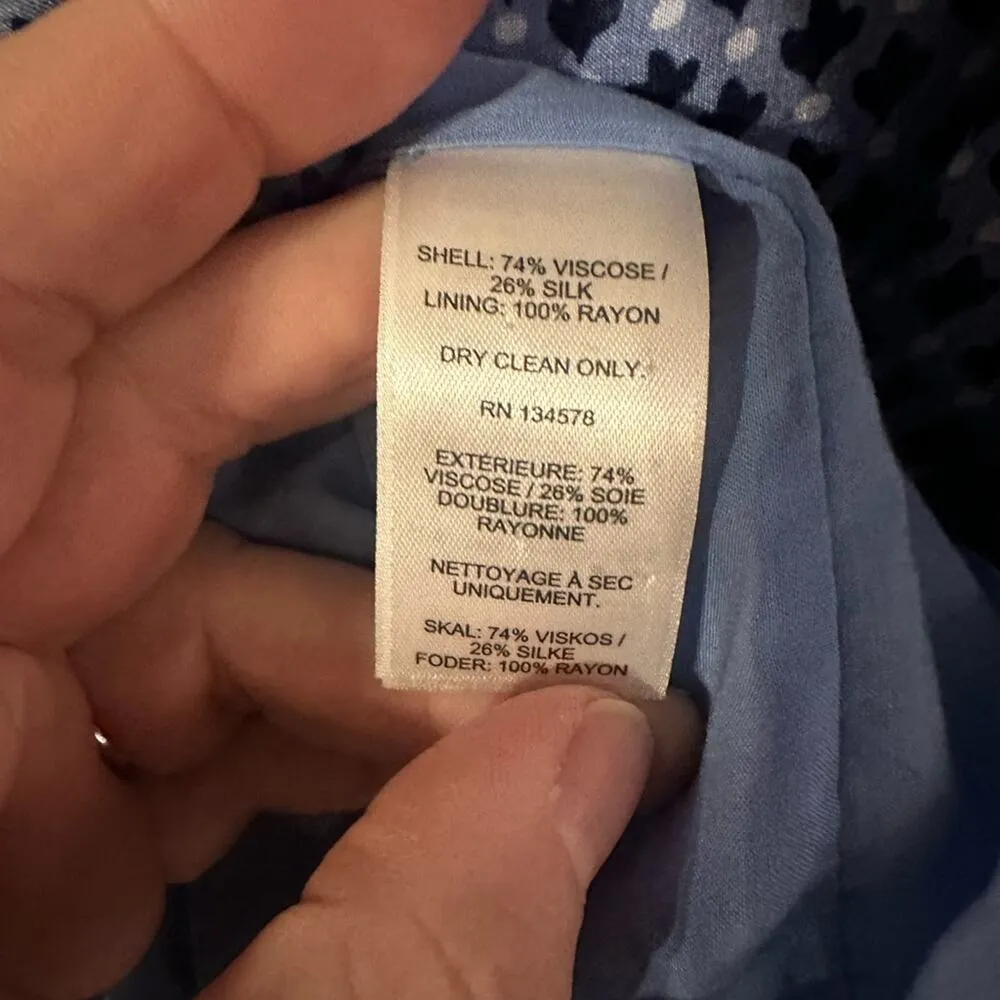 SHELL: 74% VISCOSE /
26% SILK
LINING: 100% RAYON
DRY CLEAN ONLY.
RN 134578
EXTÉRIEURE: 74%
VISCOSE / 26% SOIE
DOUBLURE: 100%
RAYONNE
NETTOYAGE À SEC
UNIQUEMENT.
SKAL: 74% VISKOS /
26% SILKE
FODER: 100% RAYON